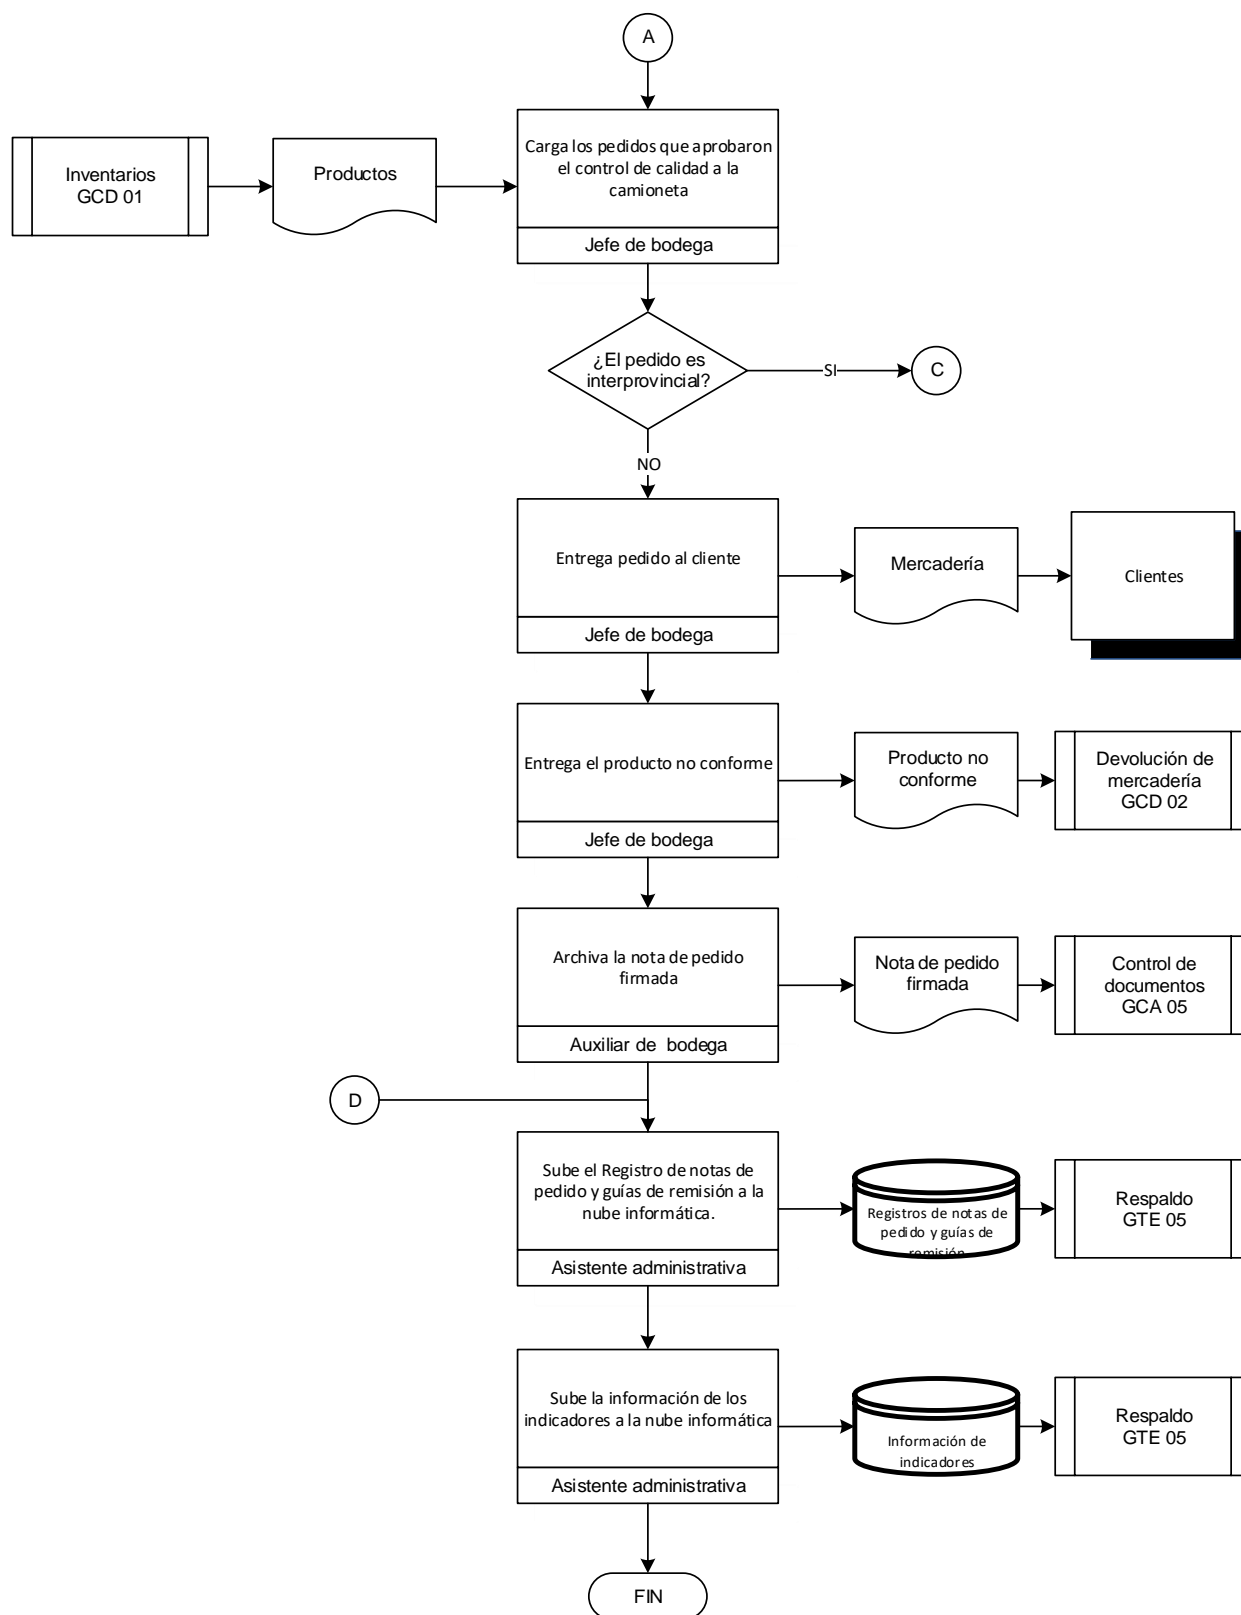 A
Carga los pedidos que aprobaron
el control de calidad a la
camioneta
Jefe de bodega
Inventarios
GCD 01
Productos
¿El pedido es
interprovincial?
SI
C
NO
Entrega pedido al cliente
Jefe de bodega
Mercadería
Clientes
Entrega el producto no conforme
Jefe de bodega
Producto no
conforme
Devolución de
mercadería
GCD 02
Archiva la nota de pedido
firmada
Auxiliar de bodega
Nota de pedido
firmada
Control de
documentos
GCA 05
D
Sube el Registro de notas de
pedido y guías de remisión a la
nube informática.
Asistente administrativa
Registros de notas de
pedido y guías de
remisión
Respaldo
GTE 05
Sube la información de los
indicadores a la nube informática
Asistente administrativa
Información de
indicadores
Respaldo
GTE 05
FIN